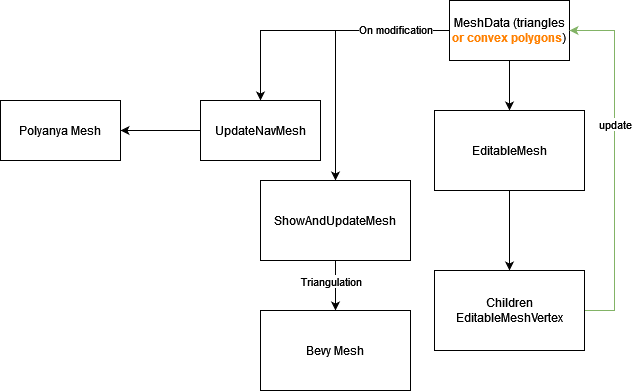 MeshData (triangles
or convex polygons)
On modification
Polyanya Mesh
UpdateNavMesh
update
EditableMesh
ShowAndUpdateMesh
Triangulation
Children
EditableMeshVertex
Bevy Mesh